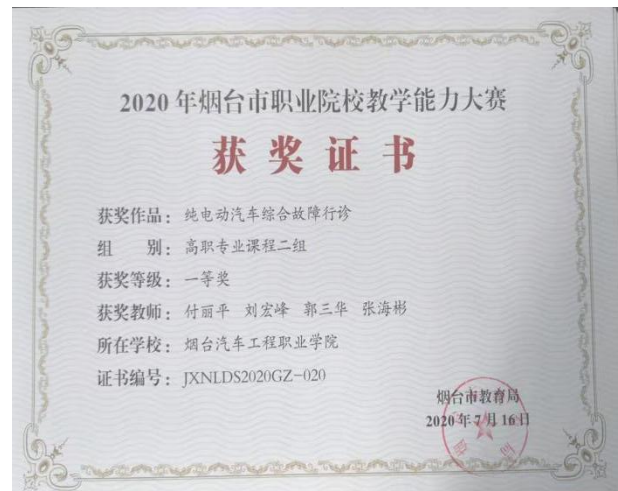 2020年烟台市职业院校教学能力大赛
获奖证书
获奖作品：纯电动汽车综合故障行诊
组 别：高职专业课程二组
获奖等级：一等奖
获奖教师：付丽平 刘宏峰 郭三华 张海彬
所在学校：烟台汽车工程职业学院
证书编号：JXNLDS2020GZ-020
烟台市教育局
2020年7月16日